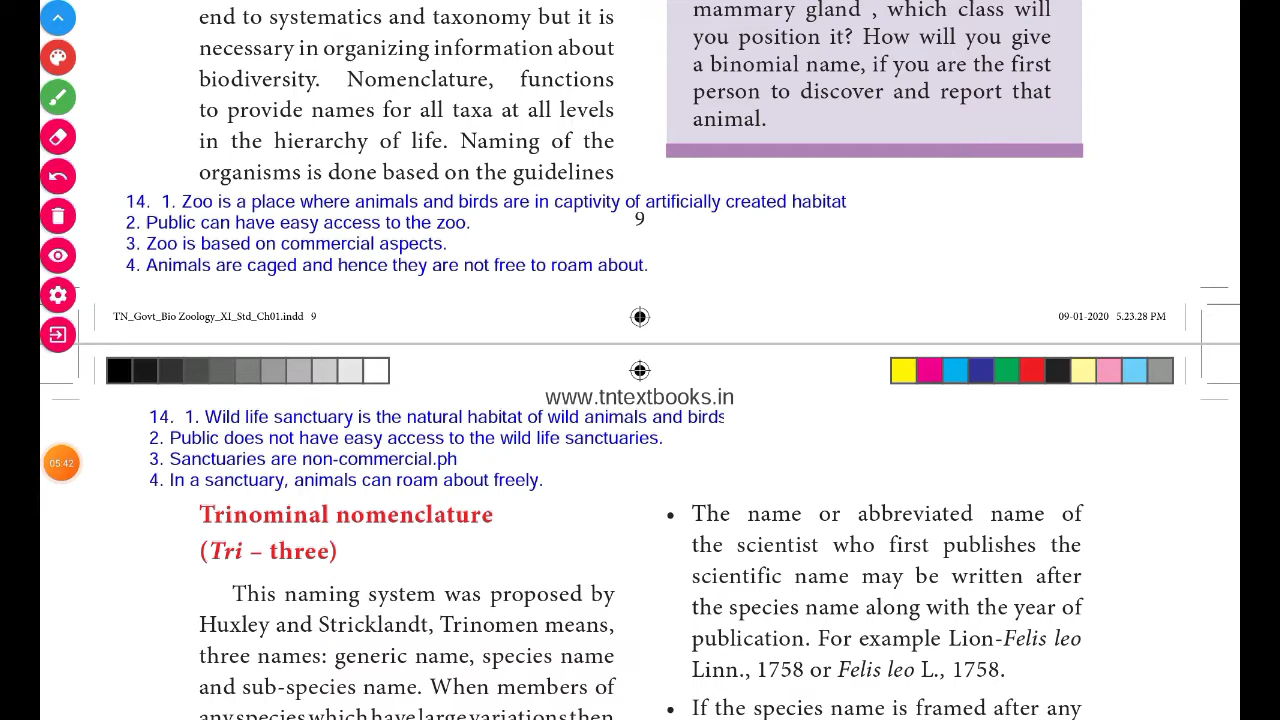 end to systematics and taxonomy but it is
necessary in organizing information about
biodiversity. Nomenclature, functions
to provide names for all taxa at all levels
in the hierarchy of life. Naming of the
organisms is done based on the guidelines
mammary gland , which class will
you position it? How will you give
a binomial name, if you are the first
person to discover and report that
animal.
14. 1. Zoo is a place where animals and birds are in captivity of artificially created habitat
2. Public can have easy access to the zoo.
3. Zoo is based on commercial aspects.
4. Animals are caged and hence they are not free to roam about.
9
TN_Govt_Bio Zoology_XI_Std_Ch01.indd 9
09-01-2020 5.23.28 PM
www.tntextbooks.in
14. 1. Wild life sanctuary is the natural habitat of wild animals and birds
2. Public does not have easy access to the wild life sanctuaries.
3. Sanctuaries are non-commercial.ph
4. In a sanctuary, animals can roam about freely.
05:42
Trinominal nomenclature
(Tri – three)
This naming system was proposed by
Huxley and Stricklandt, Trinomen means,
three names: generic name, species name
and sub-species name. When members of
any species which have large variations then
• The name or abbreviated name of
the scientist who first publishes the
scientific name may be written after
the species name along with the year of
publication. For example Lion-Felis leo
Linn., 1758 or Felis leo L., 1758.
• If the species name is framed after any